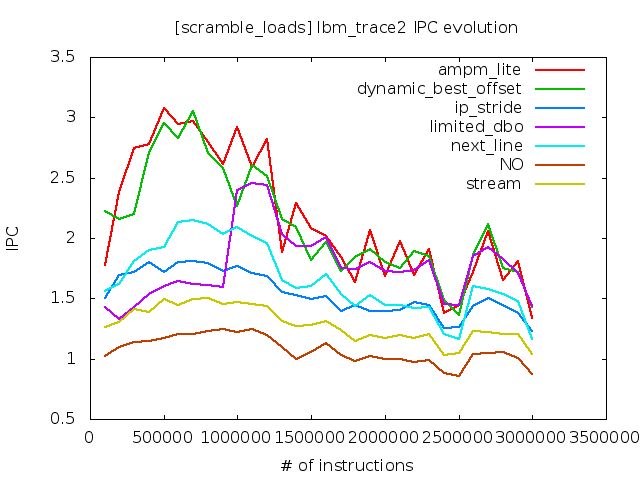 [scramble_loads] lbm_trace2 IPC evolution
3.5
3
2.5
2
1.5
1
0.5
IPC
ampm_lite
dynamic_best_offset
ip_stride
limited_dbo
next_line
NO
stream
0 500000 1000000 1500000 2000000 2500000 3000000 3500000
# of instructions